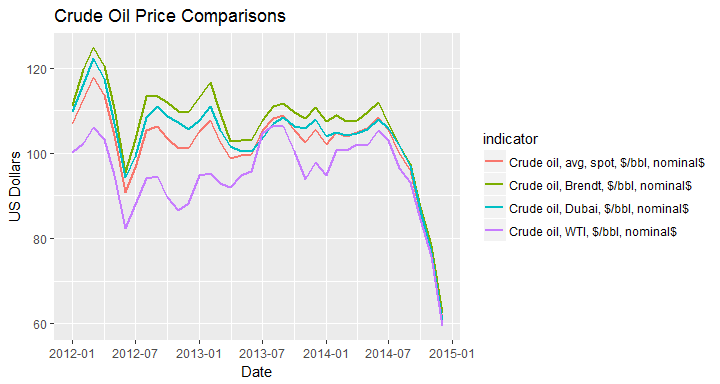 Crude Oil Price Comparisons
US Dollars
120
100
80
60
2012-01 2012-07 2013-01 2013-07 2014-01 2014-07 2015-01
Date
indicator
Crude oil, avg, spot, $/bbl, nominal$
Crude oil, Brendt, $/bbl, nominal$
Crude oil, Dubai, $/bbl, nominal$
Crude oil, WTI, $/bbl, nominal$